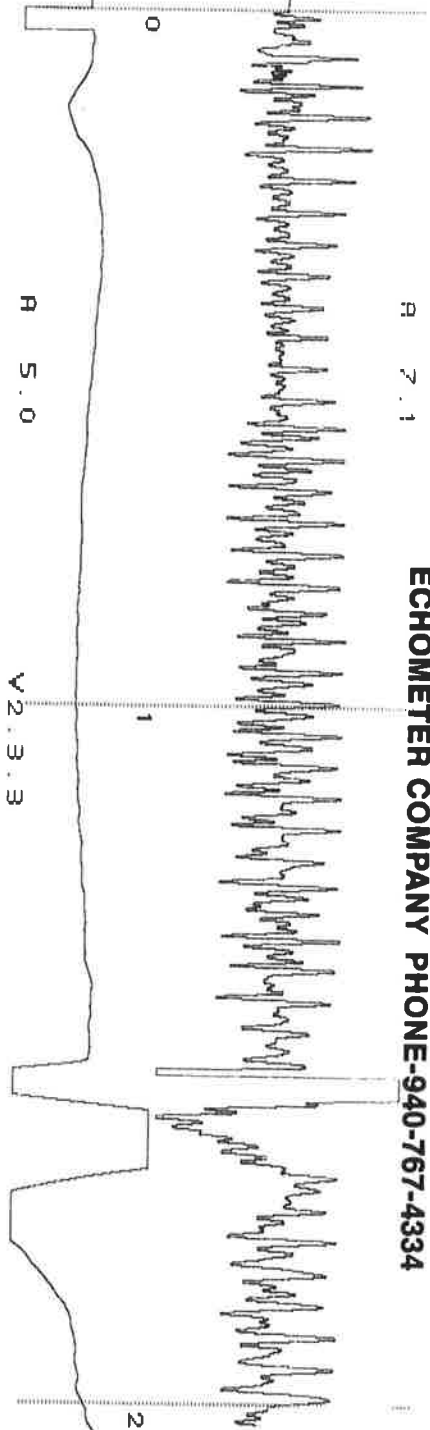 ECHOMETER COMPANY PHONE-940-767-4334
A 7.1
0
1
2
A 5.0
V2.3.3